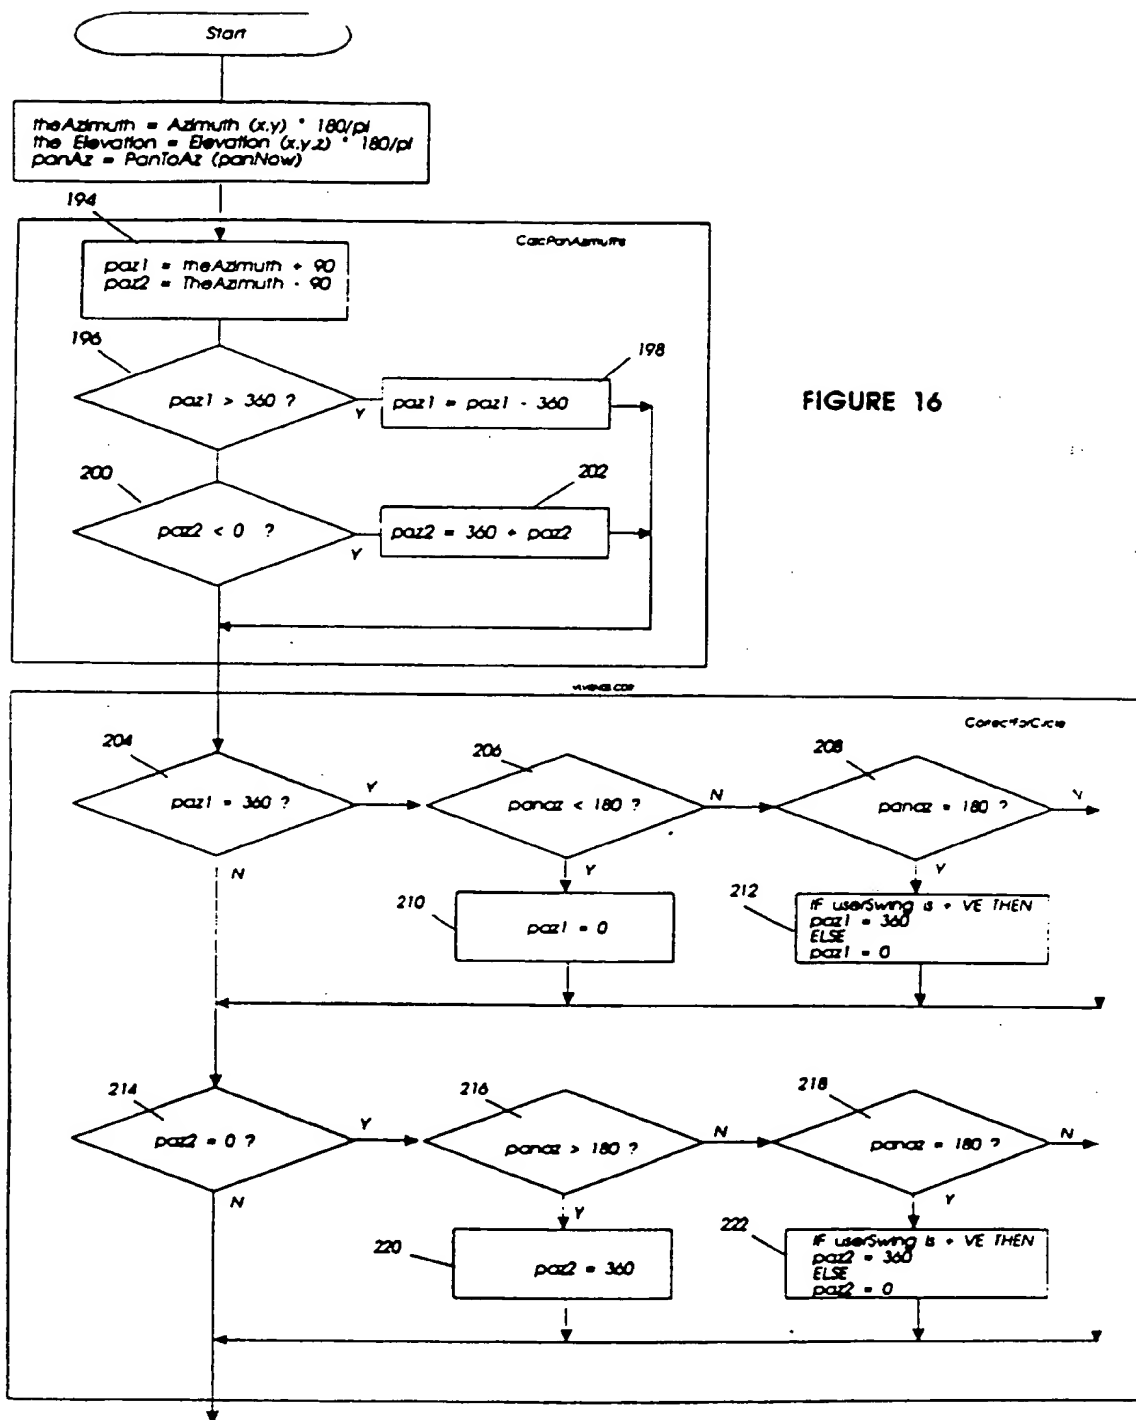 Start
theAzimuth = Azimuth (x,y) * 180/pi
the Elevation = Elevation (x,y,z) * 180/pi
panAz = PanToAz (panNow)
194
CalcPanAzimuths
paz1 = theAzimuth + 90
paz2 = TheAzimuth - 90
196
198
paz1 > 360 ?
Y
paz1 = paz1 - 360
FIGURE 16
200
202
paz2 < 0 ?
Y
paz2 = 360 + paz2
CorrectForCircle
204
206
208
paz1 = 360 ?
Y
panaz < 180 ?
N
panaz = 180 ?
N
Y
Y
210
paz1 = 0
212
IF userSwing is + VE THEN
paz1 = 360
ELSE
paz1 = 0
214
216
218
paz2 = 0 ?
Y
panaz > 180 ?
N
panaz = 180 ?
N
N
Y
Y
220
paz2 = 360
222
IF userSwing is + VE THEN
paz2 = 360
ELSE
paz2 = 0